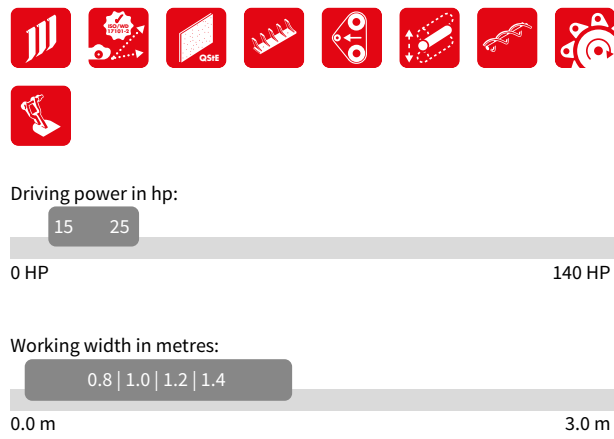 ISO/WD
17101-2
QStE
Driving power in hp:
15 25
0 HP 140 HP
Working width in metres:
0.8 | 1.0 | 1.2 | 1.4
0.0 m 3.0 m